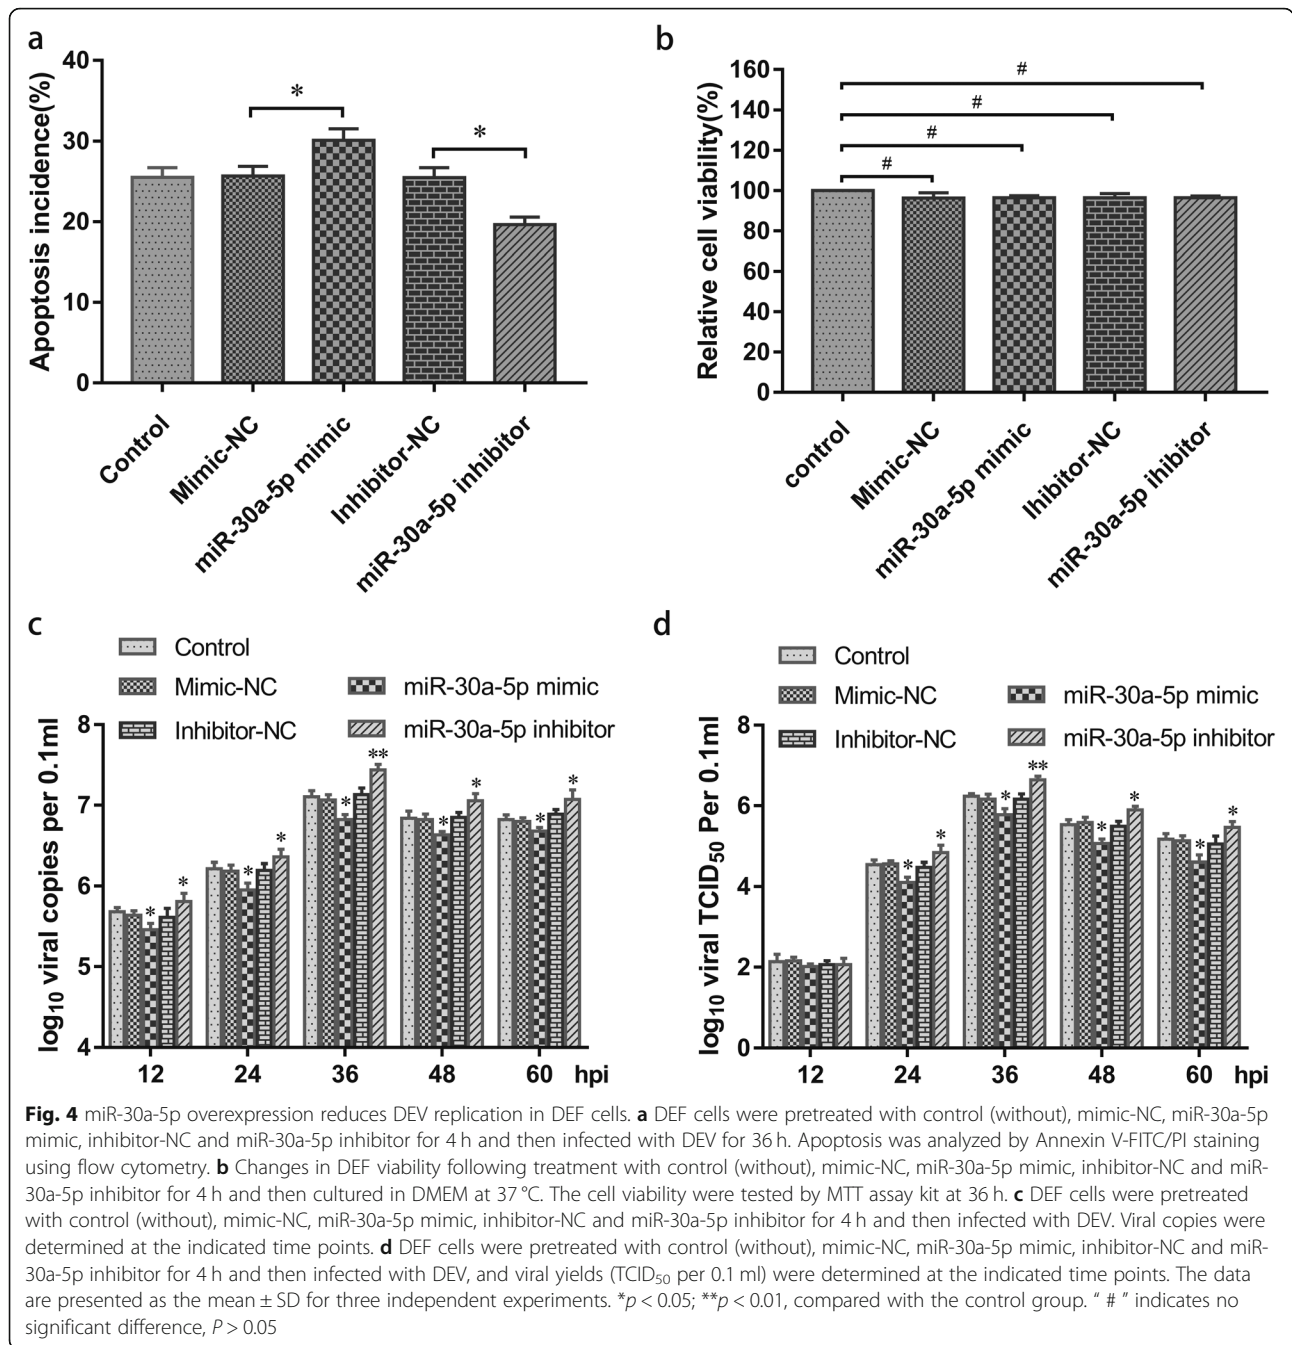 a
40
30
20
10
0
Apoptosis incidence(%)
*
*
Control
Mimic-NC
miR-30a-5p mimic
Inhibitor-NC
miR-30a-5p inhibitor
b
160
140
120
100
80
60
40
20
0
Relative cell viability(%)
#
#
#
#
control
Mimic-NC
miR-30a-5p mimic
Ihibitor-NC
miR-30a-5p ihibitor
c
Control
Mimic-NC
miR-30a-5p mimic
Inhibitor-NC
miR-30a-5p inhibitor
8
7
6
5
4
log10 viral copies per 0.1ml
* * * * * ** * * * *
12 24 36 48 60 hpi
d
Control
Mimic-NC
miR-30a-5p mimic
Inhibitor-NC
miR-30a-5p inhibitor
8
6
4
2
0
log10 viral TCID50 Per 0.1ml
* * * ** * * * *
12 24 36 48 60 hpi
Fig. 4 miR-30a-5p overexpression reduces DEV replication in DEF cells. a DEF cells were pretreated with control (without), mimic-NC, miR-30a-5p
mimic, inhibitor-NC and miR-30a-5p inhibitor for 4 h and then infected with DEV for 36 h. Apoptosis was analyzed by Annexin V-FITC/PI staining
using flow cytometry. b Changes in DEF viability following treatment with control (without), mimic-NC, miR-30a-5p mimic, inhibitor-NC and miR-
30a-5p inhibitor for 4 h and then cultured in DMEM at 37 °C. The cell viability were tested by MTT assay kit at 36 h. c DEF cells were pretreated
with control (without), mimic-NC, miR-30a-5p mimic, inhibitor-NC and miR-30a-5p inhibitor for 4 h and then infected with DEV. Viral copies were
determined at the indicated time points. d DEF cells were pretreated with control (without), mimic-NC, miR-30a-5p mimic, inhibitor-NC and miR-
30a-5p inhibitor for 4 h and then infected with DEV, and viral yields (TCID50 per 0.1 ml) were determined at the indicated time points. The data
are presented as the mean ± SD for three independent experiments. *p < 0.05; **p < 0.01, compared with the control group. " # " indicates no
significant difference, P > 0.05